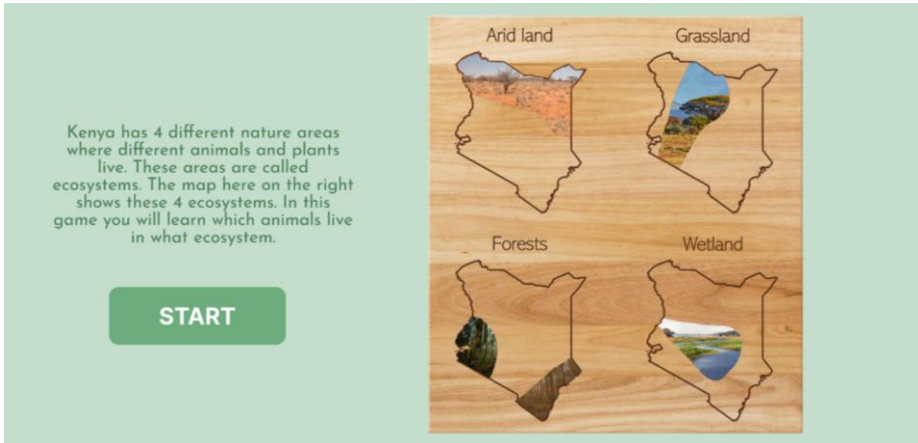 Kenya has 4 different nature areas
where different animals and plants
live. These areas are called
ecosystems. The map here on the right
shows these 4 ecosystems. In this
game you will learn which animals live
in what ecosystem.
START
Arid land
Grassland
Forests
Wetland